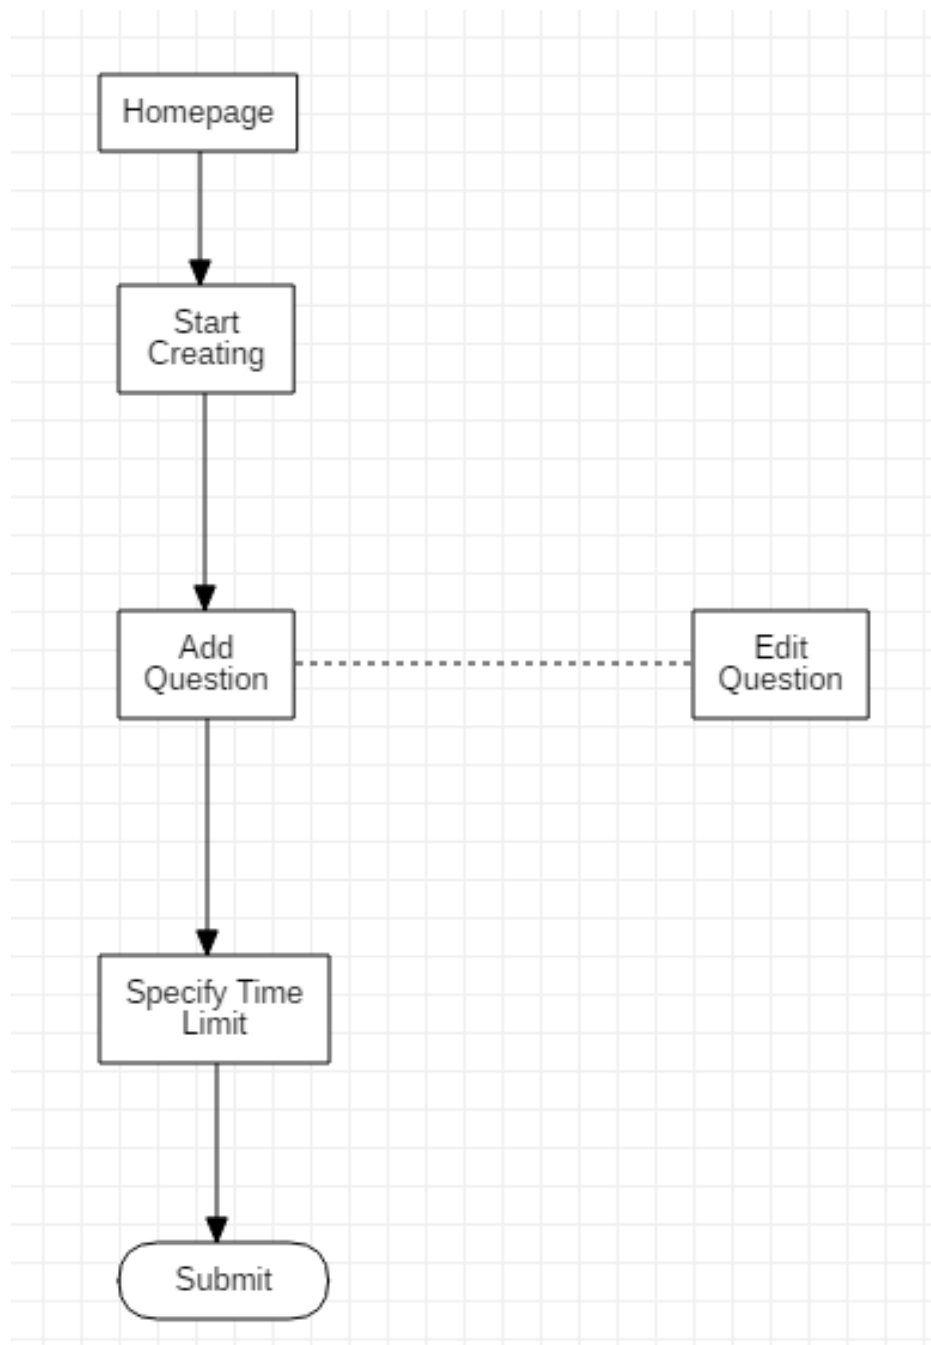 Homepage
Start
Creating
Add
Question
Edit
Question
Specify Time
Limit
Submit